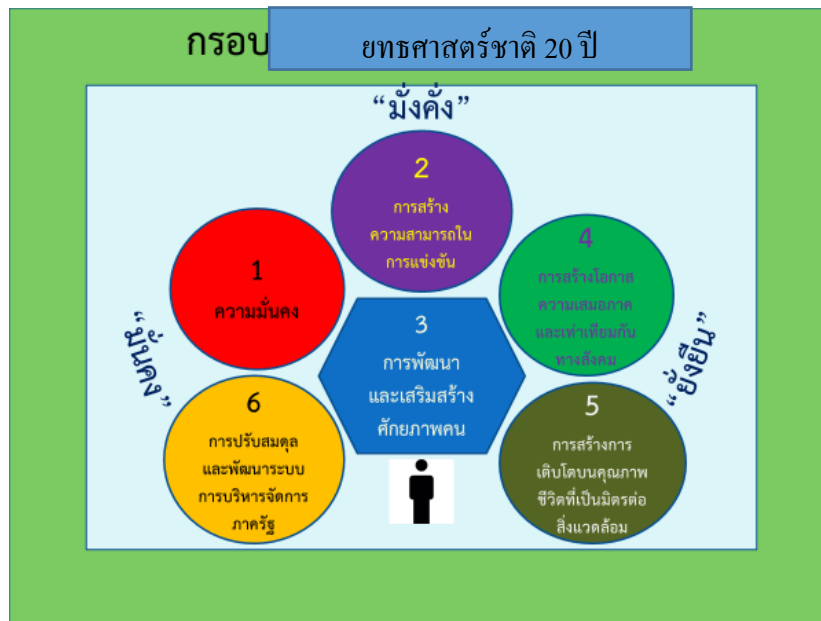 กรอบ
ยทธศาสตร์ชาติ 20 ปี
“มั่งคั่ง”
2
การสร้าง
ความสามารถใน
การแข่งขัน
1
ความมั่นคง
4
การสร้างโอกาส
ความเสมอภาค
และเท่าเทียมกัน
ทางสังคม
3
การพัฒนา
และเสริมสร้าง
ศักยภาพคน
“มั่นคง”
“ยั่งยืน”
6
การปรับสมดุล
และพัฒนาระบบ
การบริหารจัดการ
ภาครัฐ
5
การสร้างการ
เติบโตบนคุณภาพ
ชีวิตที่เป็นมิตรต่อ
สิ่งแวดล้อม